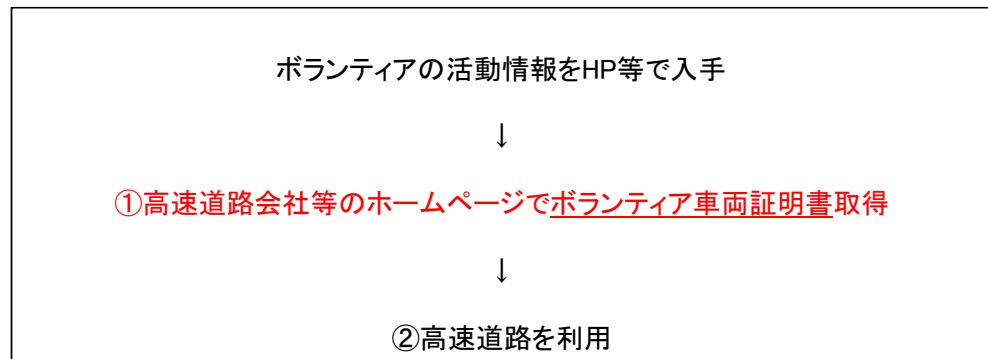 ボランティアの活動情報をHP等で入手
↓
①高速道路会社等のホームページでボランティア車両証明書取得
↓
②高速道路を利用